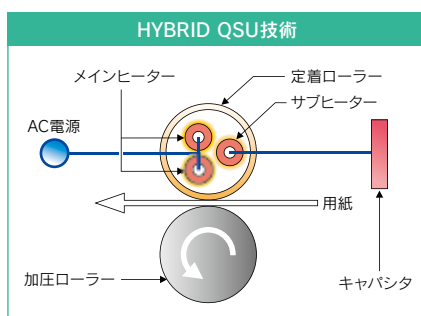 HYBRID QSU技術
メインヒーター
定着ローラー
サブヒーター
AC電源
用紙
加圧ローラー
キャパシタ